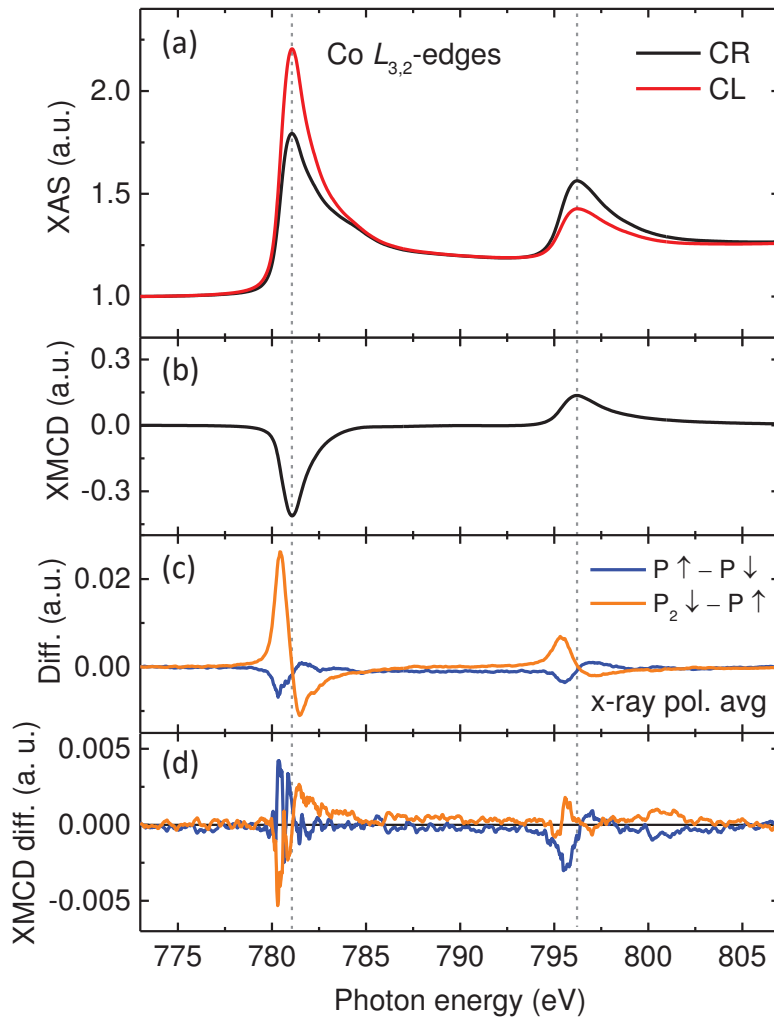 (a)
Co L3,2-edges
CR
CL
XAS (a.u.)
2.0
1.5
1.0
(b)
XMCD (a.u.)
0.3
0.0
-0.3
(c)
P ↑ – P ↓
P2 ↓ – P ↑
Diff. (a.u.)
0.02
0.00
x-ray pol. avg
(d)
XMCD diff. (a. u.)
0.005
0.000
-0.005
775 780 785 790 795 800 805
Photon energy (eV)